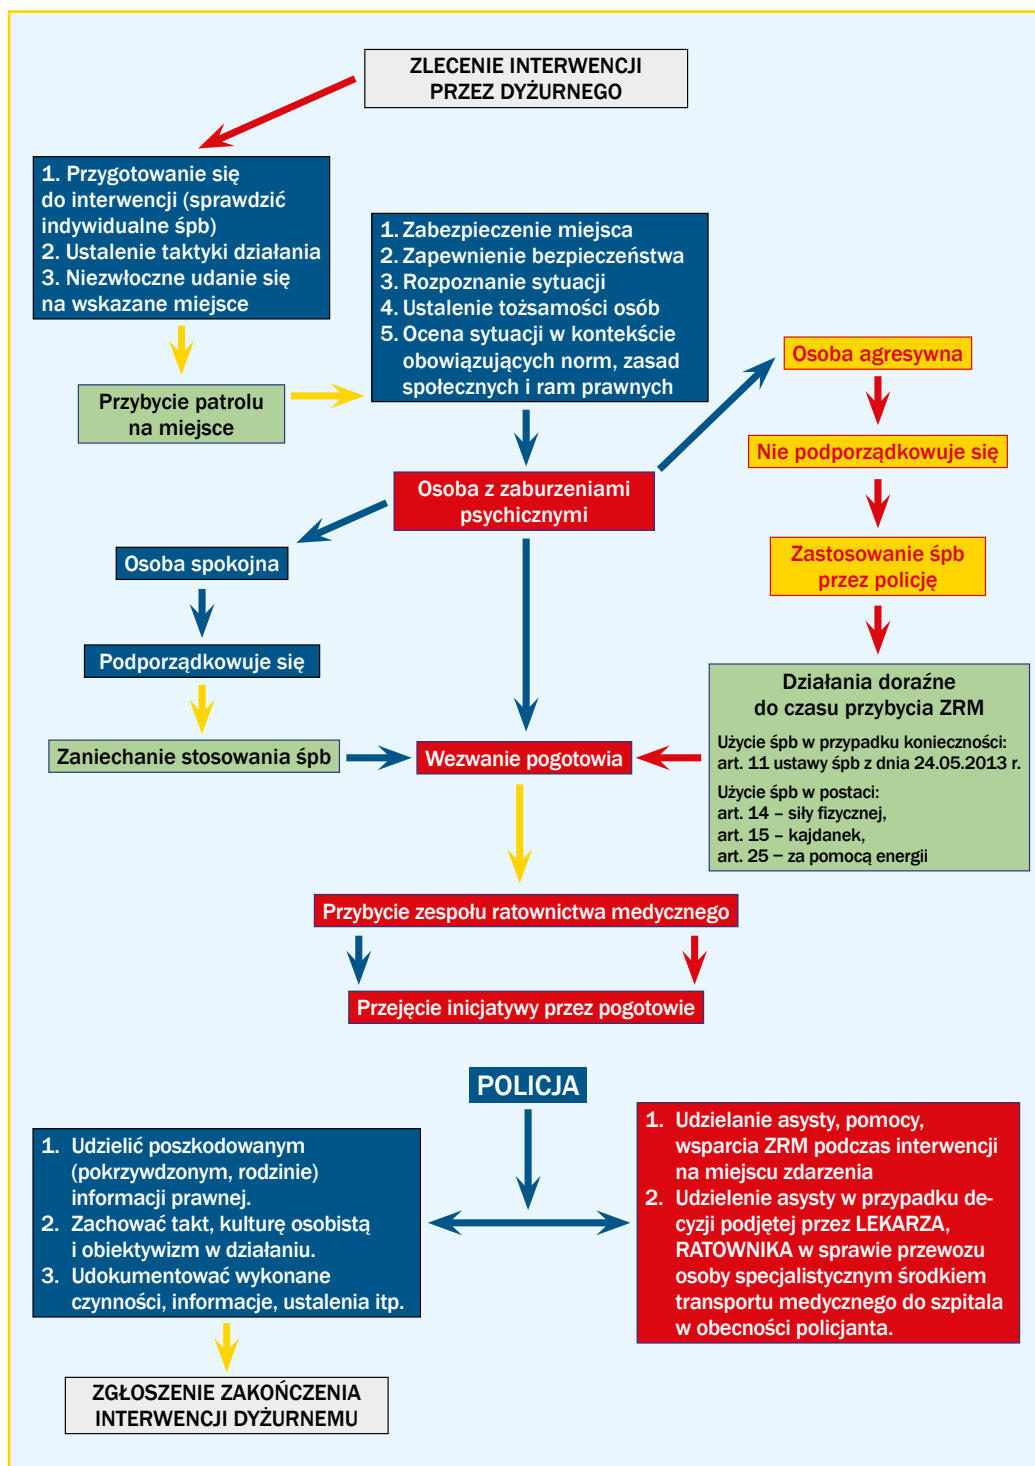 ZLECENIE INTERWENCJI
PRZEZ DYŻURNEGO
1. Przygotowanie się
do interwencji (sprawdzić
indywidualne śpb)
2. Ustalenie taktyki działania
3. Niezwłoczne udanie się
na wskazane miejsce
Przybycie patrolu
na miejsce
1. Zabezpieczenie miejsca
2. Zapewnienie bezpieczeństwa
3. Rozpoznanie sytuacji
4. Ustalenie tożsamości osób
5. Ocena sytuacji w kontekście
obowiązujących norm, zasad
społecznych i ram prawnych
Osoba z zaburzeniami
psychicznymi
Osoba agresywna
Nie podporządkowuje się
Zastosowanie śpb
przez policję
Działania doraźne
do czasu przybycia ZRM
Użycie śpb w przypadku konieczności:
art. 11 ustawy śpb z dnia 24.05.2013 r.
Użycie śpb w postaci:
art. 14 – siły fizycznej,
art. 15 – kajdanek,
art. 25 – za pomocą energii
Osoba spokojna
Podporządkowuje się
Zaniechanie stosowania śpb
Wezwanie pogotowia
Przybycie zespołu ratownictwa medycznego
Przejęcie inicjatywy przez pogotowie
POLICJA
1. Udzielić poszkodowanym
(pokrzywdzonym, rodzinie)
informacji prawnej.
2. Zachować takt, kulturę osobistą
i obiektywizm w działaniu.
3. Udokumentować wykonane
czynności, informacje, ustalenia itp.
1. Udzielanie asysty, pomocy,
wsparcia ZRM podczas interwencji
na miejscu zdarzenia
2. Udzielenie asysty w przypadku de-
cyzji podjętej przez LEKARZA,
RATOWNIKA w sprawie przewozu
osoby specjalistycznym środkiem
transportu medycznego do szpitala
w obecności policjanta.
ZGŁOSZENIE ZAKOŃCZENIA
INTERWENCJI DYŻURNEMU